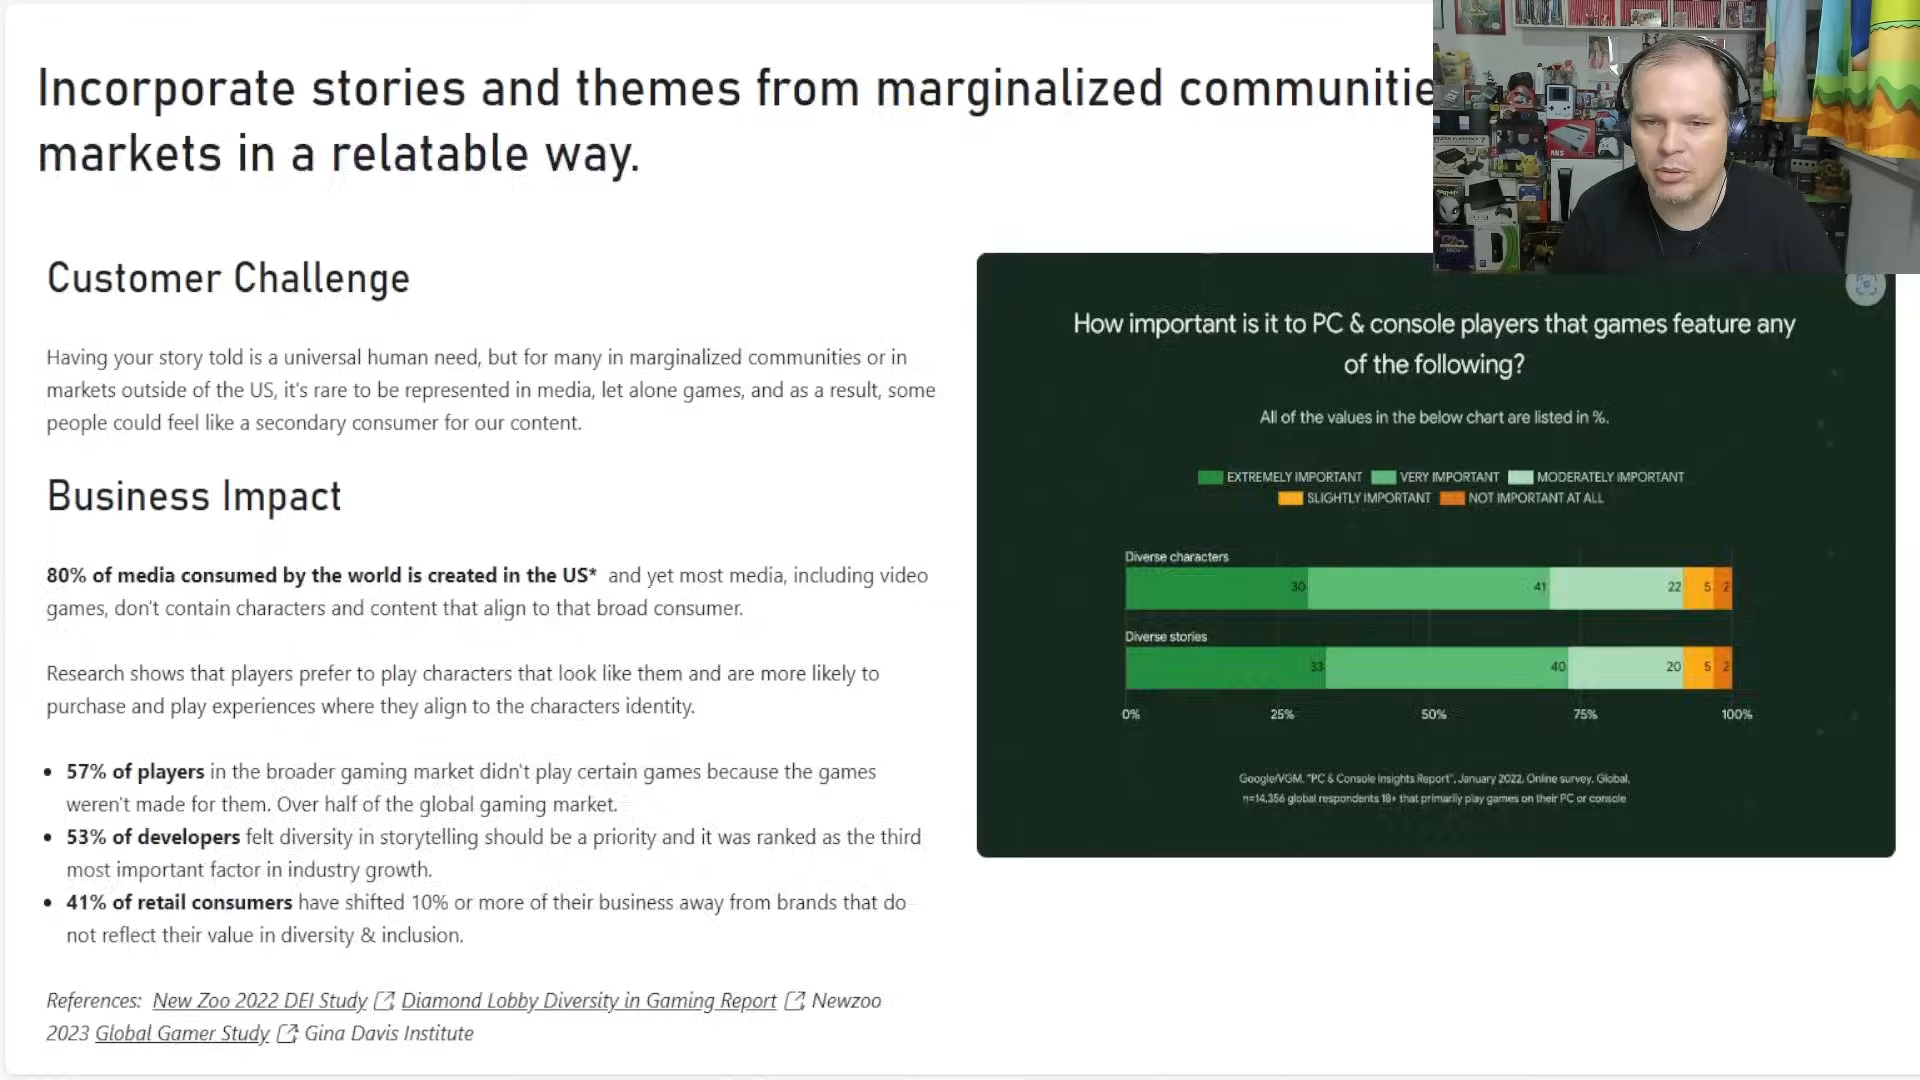 Incorporate stories and themes from marginalized communitie
markets in a relatable way.
Customer Challenge
Having your story told is a universal human need, but for many in marginalized communities or in
markets outside of the US, it's rare to be represented in media, let alone games, and as a result, some
people could feel like a secondary consumer for our content.
Business Impact
80% of media consumed by the world is created in the US* and yet most media, including video
games, don't contain characters and content that align to that broad consumer.
Research shows that players prefer to play characters that look like them and are more likely to
purchase and play experiences where they align to the characters identity.
• 57% of players in the broader gaming market didn't play certain games because the games
weren't made for them. Over half of the global gaming market.
• 53% of developers felt diversity in storytelling should be a priority and it was ranked as the third
most important factor in industry growth.
• 41% of retail consumers have shifted 10% or more of their business away from brands that do
not reflect their value in diversity & inclusion.
References: New Zoo 2022 DEI Study Diamond Lobby Diversity in Gaming Report Newzoo
2023 Global Gamer Study Gina Davis Institute
How important is it to PC & console players that games feature any
of the following?
All of the values in the below chart are listed in %.
EXTREMELY IMPORTANT VERY IMPORTANT MODERATELY IMPORTANT
SLIGHTLY IMPORTANT NOT IMPORTANT AT ALL
Diverse characters
30 41 22 5 2
Diverse stories
33 40 20 5 2
0% 25% 50% 75% 100%
Google/VGM, "PC & Console Insights Report", January 2022, Online survey, Global,
n=14,356 global respondents 18+ that primarily play games on their PC or console